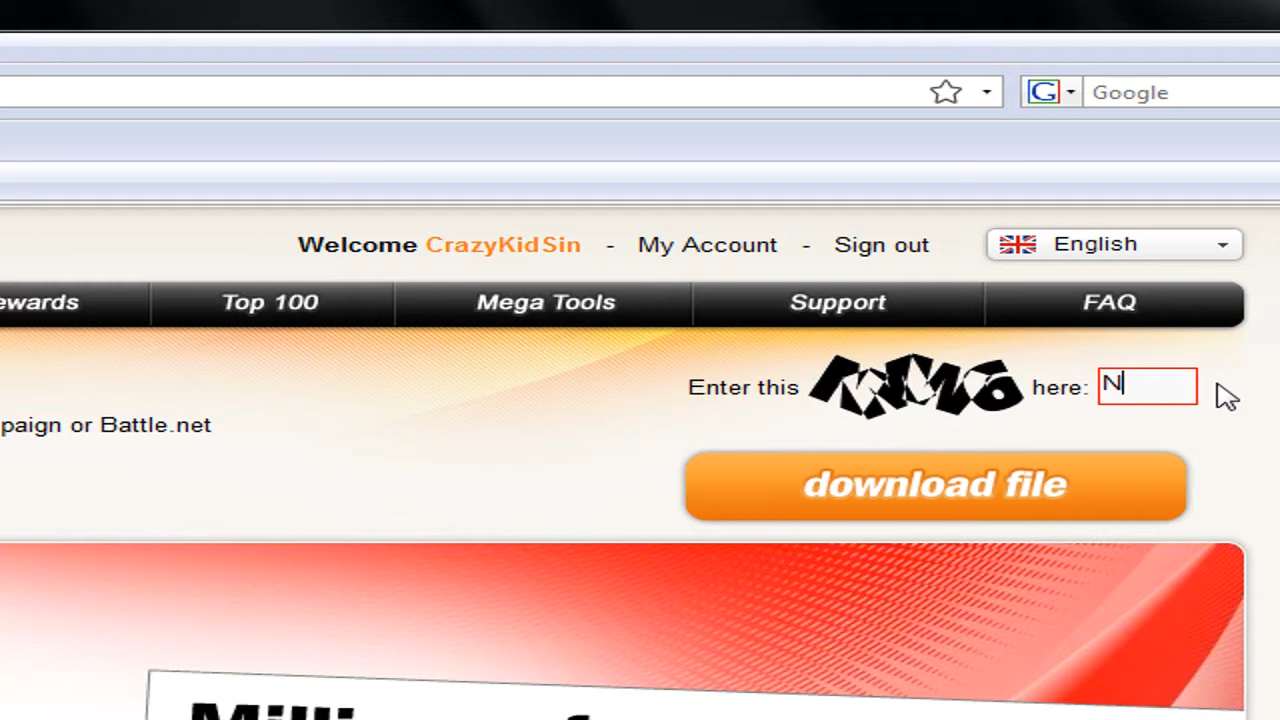 Google
Welcome CrazyKidSin - My Account - Sign out English
ewards Top 100 Mega Tools Support FAQ
Enter this here: N
paign or Battle.net
download file